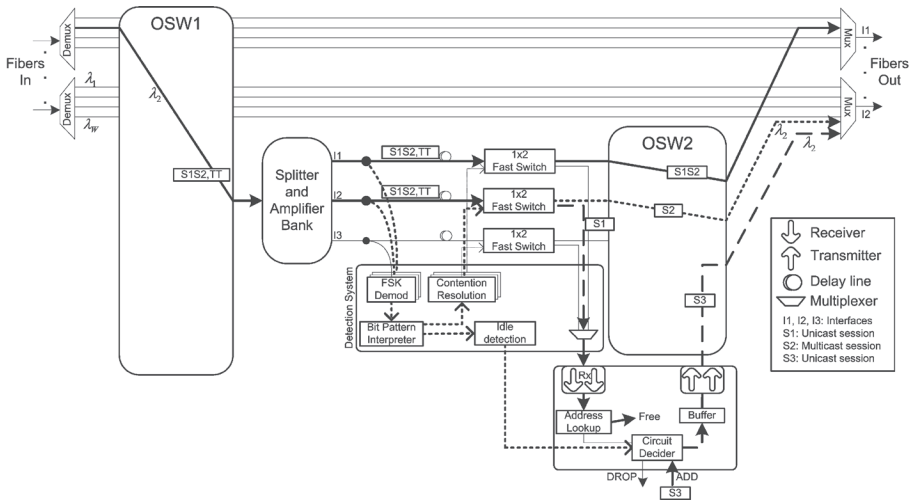 OSW1
Demux
Fibers
In
λ1
λ2
Demux
λW
S1S2,TT
Splitter
and
Amplifier
Bank
I1
S1S2,TT
I2
S1S2,TT
I3
1x2
Fast Switch
1x2
Fast Switch
1x2
Fast Switch
OSW2
S1S2
S2
S1
S3
Mux
I1
Fibers
Out
Mux
I2
λ2
λ2
Detection System
FSK
Demod
Contention
Resolution
Bit Pattern
Interpreter
Idle
detection
Rx
Address
Lookup
Free
Buffer
Circuit
Decider
DROP
ADD
S3
Receiver
Transmitter
Delay line
Multiplexer
I1, I2, I3: Interfaces
S1: Unicast session
S2: Multicast session
S3: Unicast session